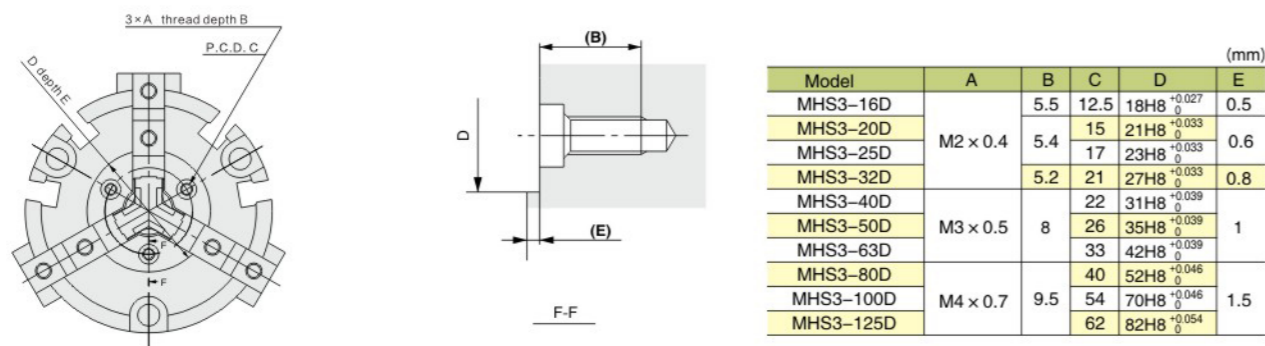 3×A thread depth B
P.C.D. C
D depth E
F
F
(B)
D
(E)
F-F
(mm)
Model A B C D E
MHS3-16D M2×0.4 5.5 12.5 18H8 +0.027 0 0.5
MHS3-20D 5.4 15 21H8 +0.033 0 0.6
MHS3-25D 17 23H8 +0.033 0
MHS3-32D 5.2 21 27H8 +0.033 0 0.8
MHS3-40D M3×0.5 8 22 31H8 +0.039 0 1
MHS3-50D 26 35H8 +0.039 0
MHS3-63D 33 42H8 +0.039 0
MHS3-80D M4×0.7 9.5 40 52H8 +0.046 0 1.5
MHS3-100D 54 70H8 +0.046 0
MHS3-125D 62 82H8 +0.054 0